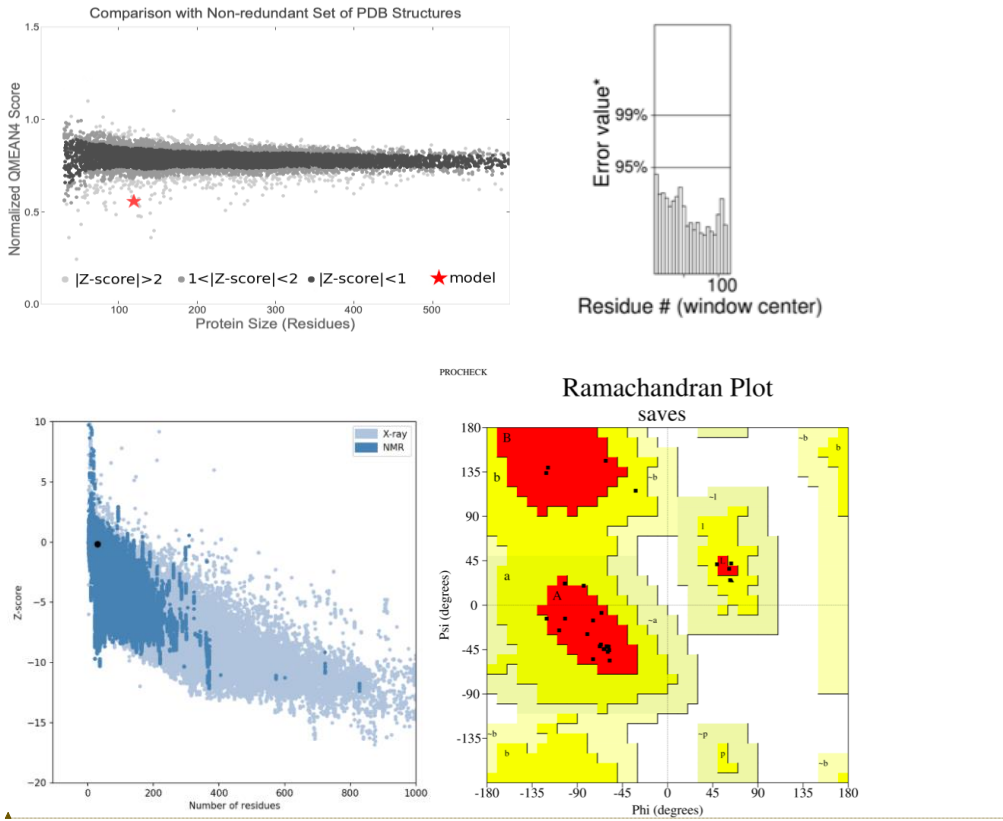 Comparison with Non-redundant Set of PDB Structures
1.5
1.0
0.5
0.0
Normalized QMEAN4 Score
|Z-score|>2 1<|Z-score|<2 |Z-score|<1 model
100 200 300 400 500
Protein Size (Residues)
Error value*
99%
95%
100
Residue # (window center)
PROCHECK
10
5
0
−5
−10
−15
−20
Z-score
X-ray
NMR
0 200 400 600 800 1000
Number of residues
Ramachandran Plot
saves
180
135
90
45
0
-45
-90
-135
Psi (degrees)
B
b
~b
~b
b
~l
l
a
A
~a
~b
b
~p
p
~b
-180 -135 -90 -45 0 45 90 135 180
Phi (degrees)